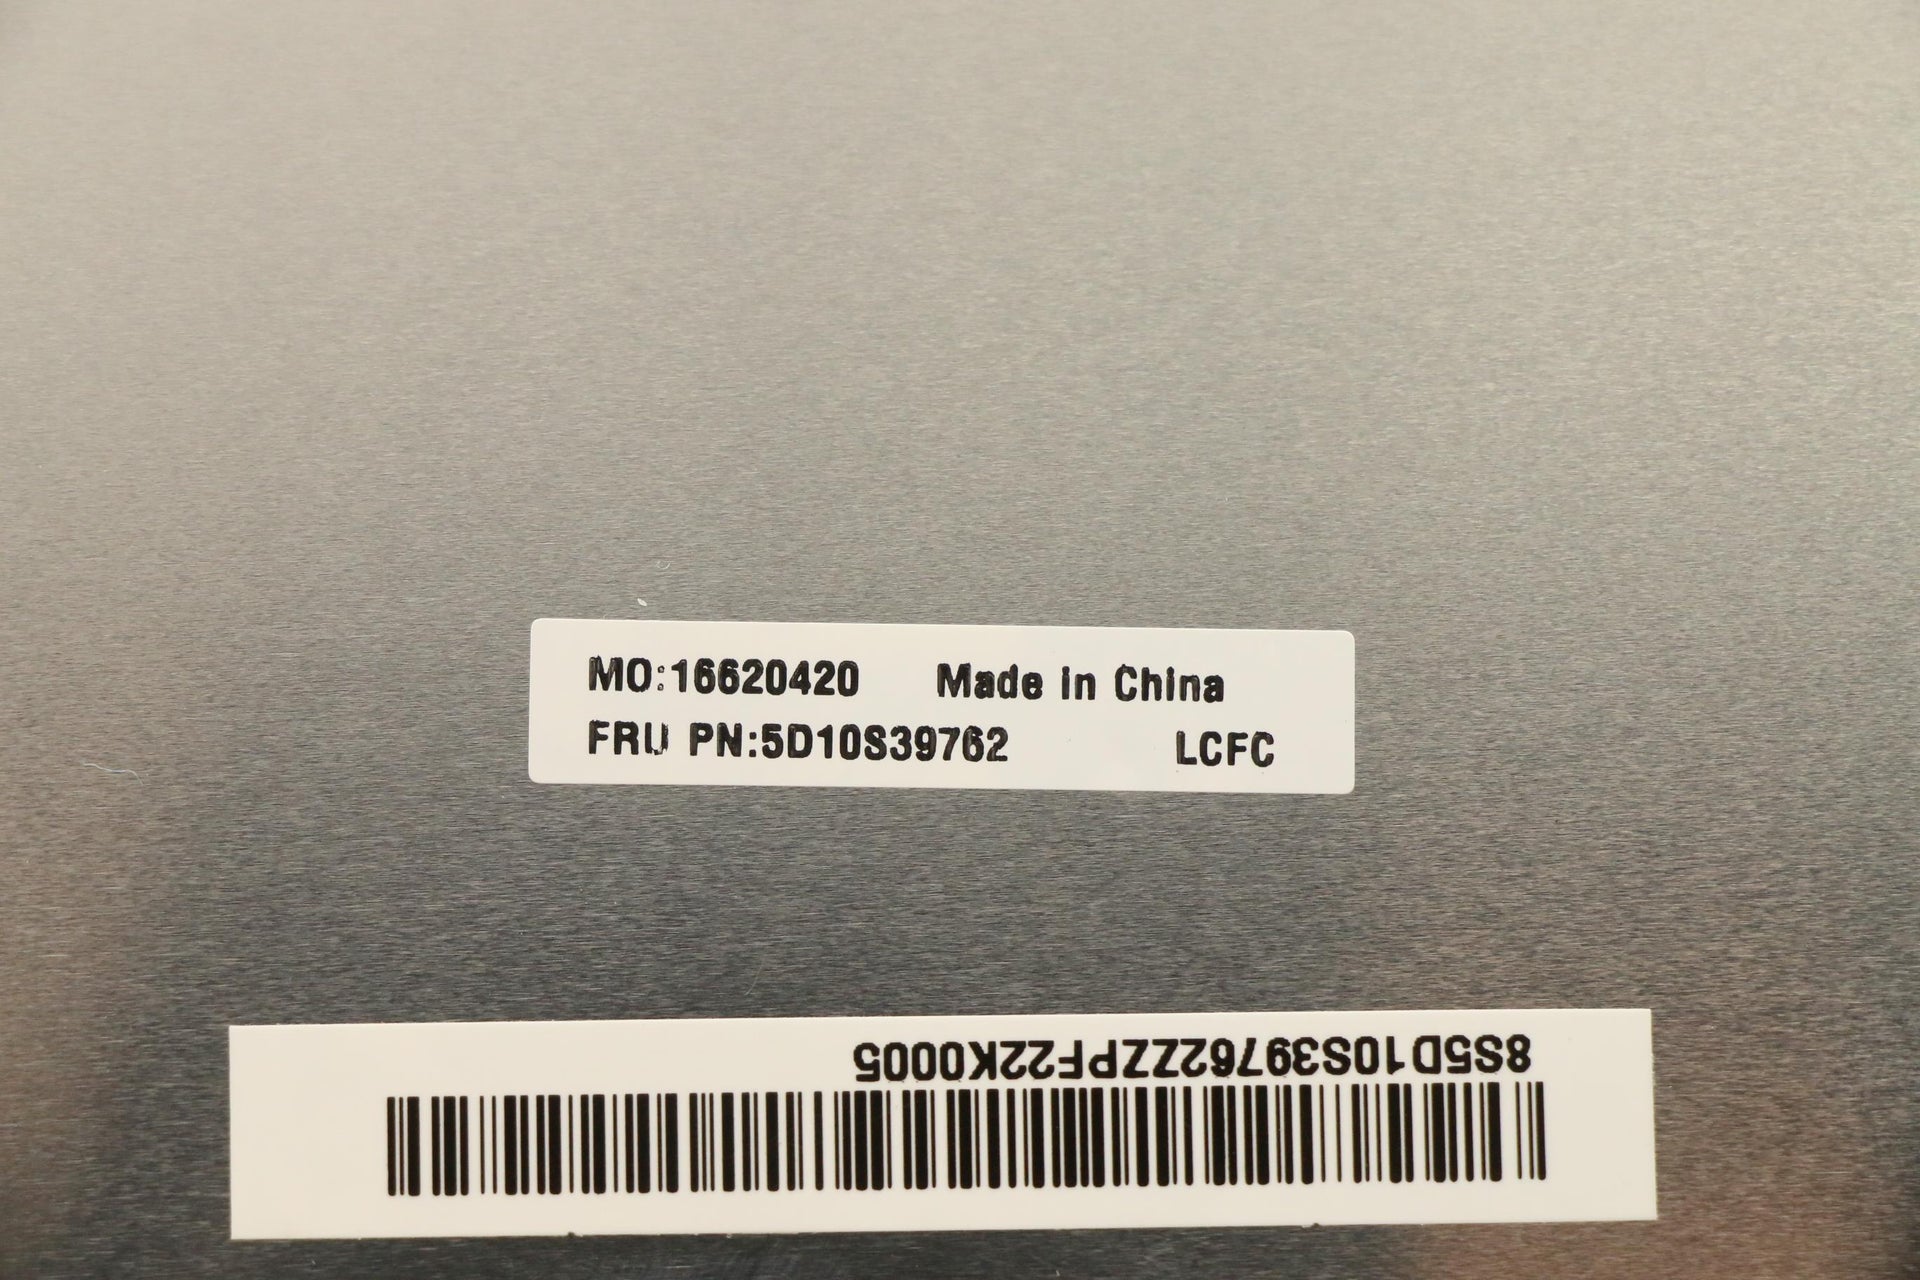 MO:16620420 Made in China
FRU PN:5D10S39762 LCFC
8S5D10S39762ZZPF22K0005